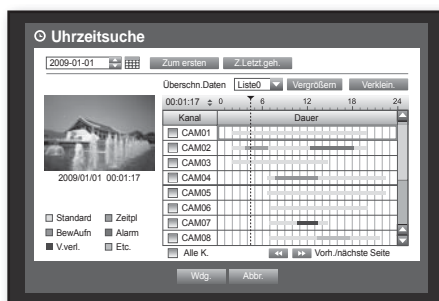 Uhrzeitsuche
2009-01-01 Zum ersten Z.Letzt.geh.
Überschn.Daten Liste0 Vergrößern Verklein.
00:01:17 0 6 12 18 24
Kanal Dauer
CAM01
CAM02
CAM03
CAM04
CAM05
CAM06
CAM07
CAM08
2009/01/01 00:01:17
Standard Zeitpl
BewAufn Alarm
V.verl. Etc.
Alle K. Vorh./nächste Seite
Wdg. Abbr.